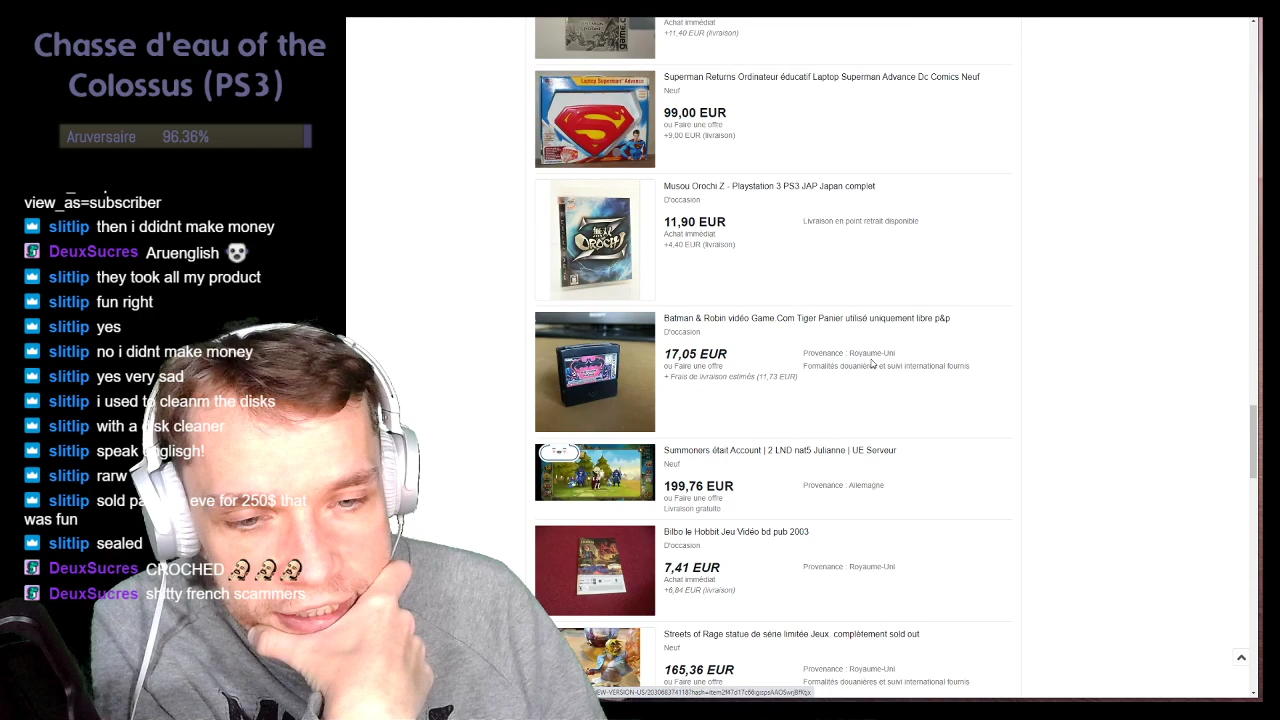 Chasse d'eau of the
Colossus (PS3)
Aruversaire 96.36%
view_as=subscriber
slitlip then i ddidnt make money
DeuxSucres Aruenglish
slitlip they took all my product
slitlip fun right
slitlip yes
slitlip no i didnt make money
slitlip yes very sad
slitlip i used to cleanm the disks
slitlip with a disk cleaner
slitlip speak englisgh!
slitlip rarw
slitlip sold pa eve for 250$ that
was fun
slitlip sealed
DeuxSucres CROCHED
DeuxSucres shitty french scammers
Achat immédiat
+11,40 EUR (livraison)
Laptop Superman Advance
Superman Returns Ordinateur éducatif Laptop Superman Advance Dc Comics Neuf
Neuf
99,00 EUR
ou Faire une offre
+9,00 EUR (livraison)
無双
OROCHI
Musou Orochi Z - Playstation 3 PS3 JAP Japan complet
D'occasion
11,90 EUR
Livraison en point retrait disponible
Achat immédiat
+4,40 EUR (livraison)
Batman & Robin vidéo Game.Com Tiger Panier utilisé uniquement libre p&p
D'occasion
17,05 EUR
Provenance : Royaume-Uni
ou Faire une offre
Formalités douanières et suivi international fournis
+ Frais de livraison estimés (11,73 EUR)
Summoners était Account | 2 LND nat5 Julianne | UE Serveur
Neuf
199,76 EUR
Provenance : Allemagne
ou Faire une offre
Livraison gratuite
Bilbo le Hobbit Jeu Vidéo bd pub 2003
D'occasion
7,41 EUR
Provenance : Royaume-Uni
Achat immédiat
+6,84 EUR (livraison)
Streets of Rage statue de série limitée Jeux. complètement sold out
Neuf
165,36 EUR
Provenance : Royaume-Uni
ou Faire une offre
Formalités douanières et suivi international fournis